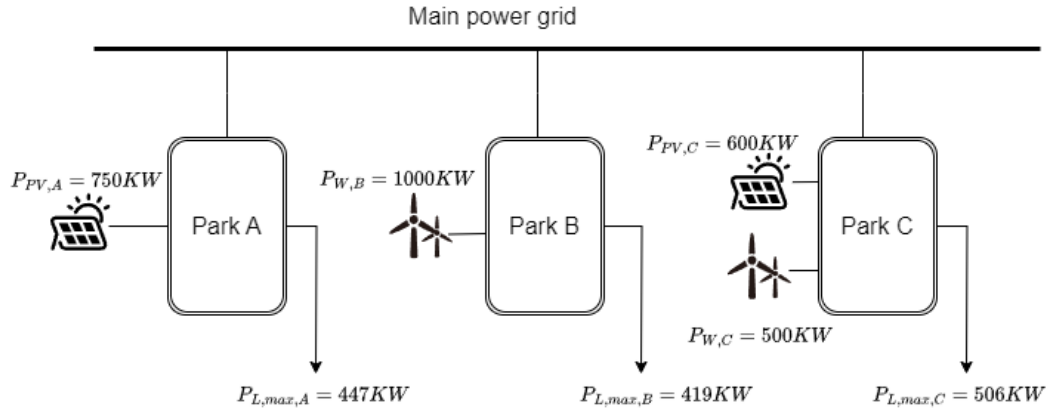 Main power grid
P_{PV,A} = 750KW
Park A
P_{L,max,A} = 447KW
P_{W,B} = 1000KW
Park B
P_{L,max,B} = 419KW
P_{PV,C} = 600KW
Park C
P_{W,C} = 500KW
P_{L,max,C} = 506KW